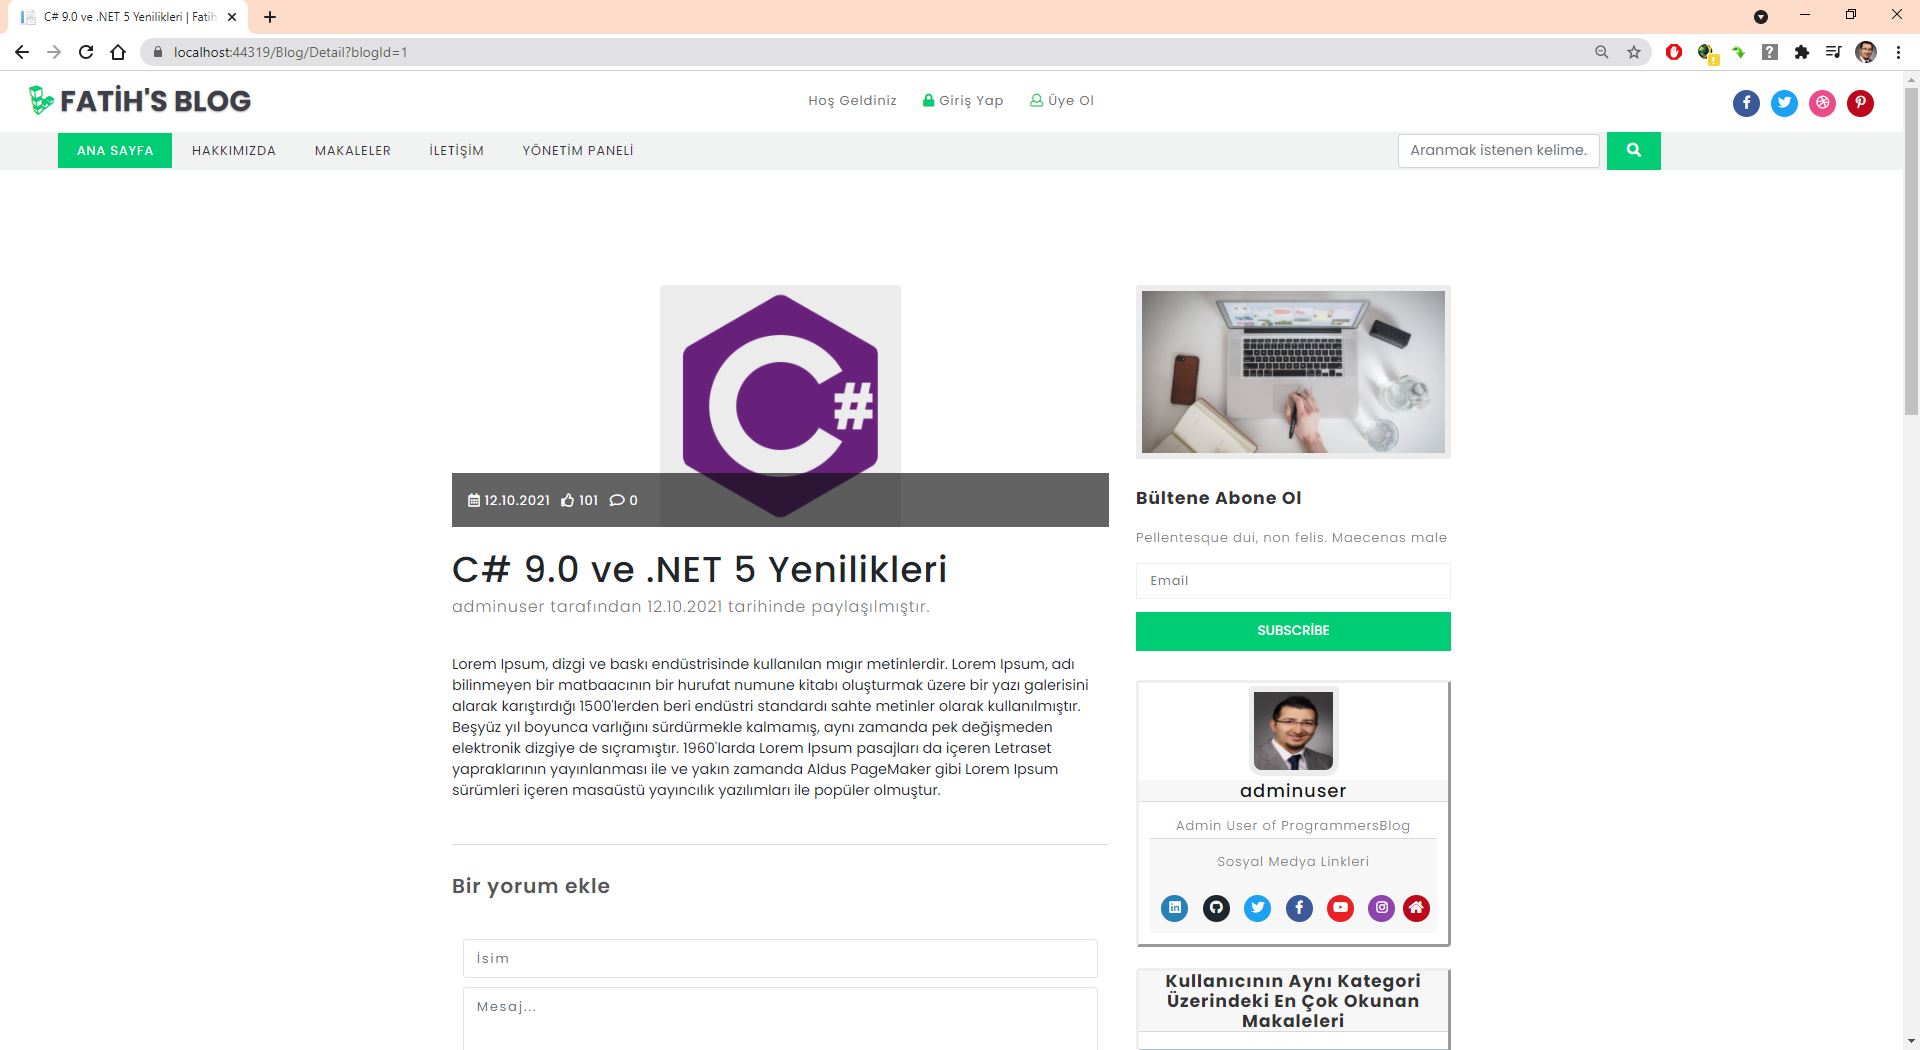 C# 9.0 ve .NET 5 Yenilikleri | Fatih
localhost:44319/Blog/Detail?blogId=1
FATİH'S BLOG
Hoş Geldiniz Giriş Yap Üye Ol
ANA SAYFA HAKKIMIZDA MAKALELER İLETİŞİM YÖNETİM PANELİ
Aranmak istenen kelime.
C#
12.10.2021 101 0
C# 9.0 ve .NET 5 Yenilikleri
adminuser tarafından 12.10.2021 tarihinde paylaşılmıştır.
Lorem Ipsum, dizgi ve baskı endüstrisinde kullanılan mıgır metinlerdir. Lorem Ipsum, adı
bilinmeyen bir matbaacının bir hurufat numune kitabı oluşturmak üzere bir yazı galerisini
alarak karıştırdığı 1500'lerden beri endüstri standardı sahte metinler olarak kullanılmıştır.
Beşyüz yıl boyunca varlığını sürdürmekle kalmamış, aynı zamanda pek değişmeden
elektronik dizgiye de sıçramıştır. 1960'larda Lorem Ipsum pasajları da içeren Letraset
yapraklarının yayınlanması ile ve yakın zamanda Aldus PageMaker gibi Lorem Ipsum
sürümleri içeren masaüstü yayıncılık yazılımları ile popüler olmuştur.
Bir yorum ekle
İsim
Mesaj...
Bültene Abone Ol
Pellentesque dui, non felis. Maecenas male
Email
SUBSCRİBE
adminuser
Admin User of ProgrammersBlog
Sosyal Medya Linkleri
Kullanıcının Aynı Kategori
Üzerindeki En Çok Okunan
Makaleleri